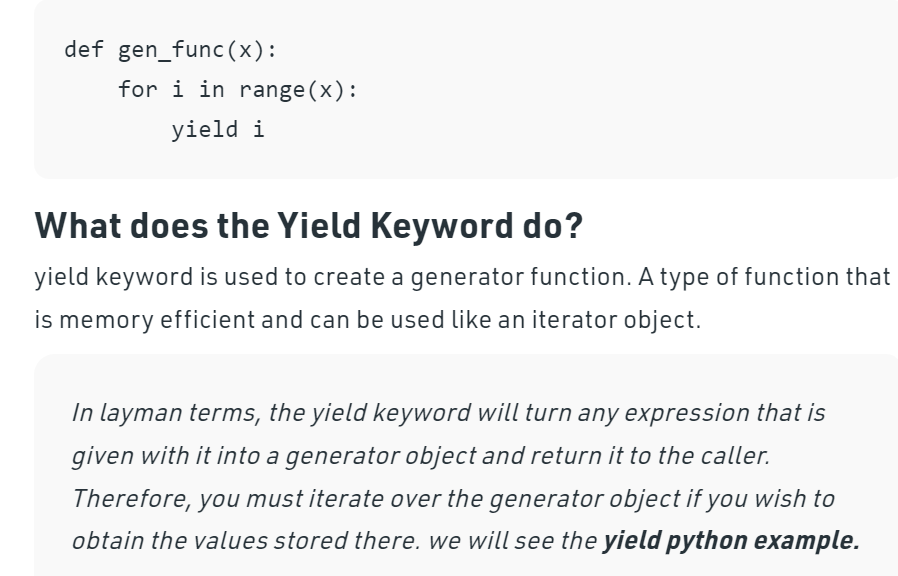 def gen_func(x):
    for i in range(x):
        yield i
What does the Yield Keyword do?
yield keyword is used to create a generator function. A type of function that
is memory efficient and can be used like an iterator object.
In layman terms, the yield keyword will turn any expression that is
given with it into a generator object and return it to the caller.
Therefore, you must iterate over the generator object if you wish to
obtain the values stored there. we will see the yield python example.